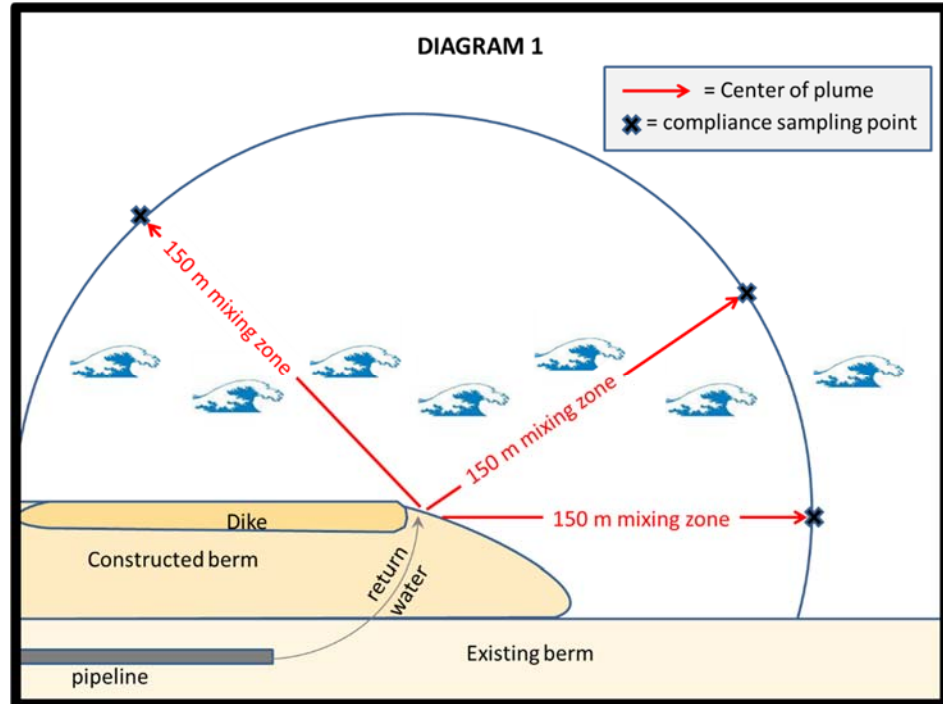 DIAGRAM 1
= Center of plume
= compliance sampling point
150 m mixing zone
150 m mixing zone
150 m mixing zone
Dike
Constructed berm
return
water
Existing berm
pipeline